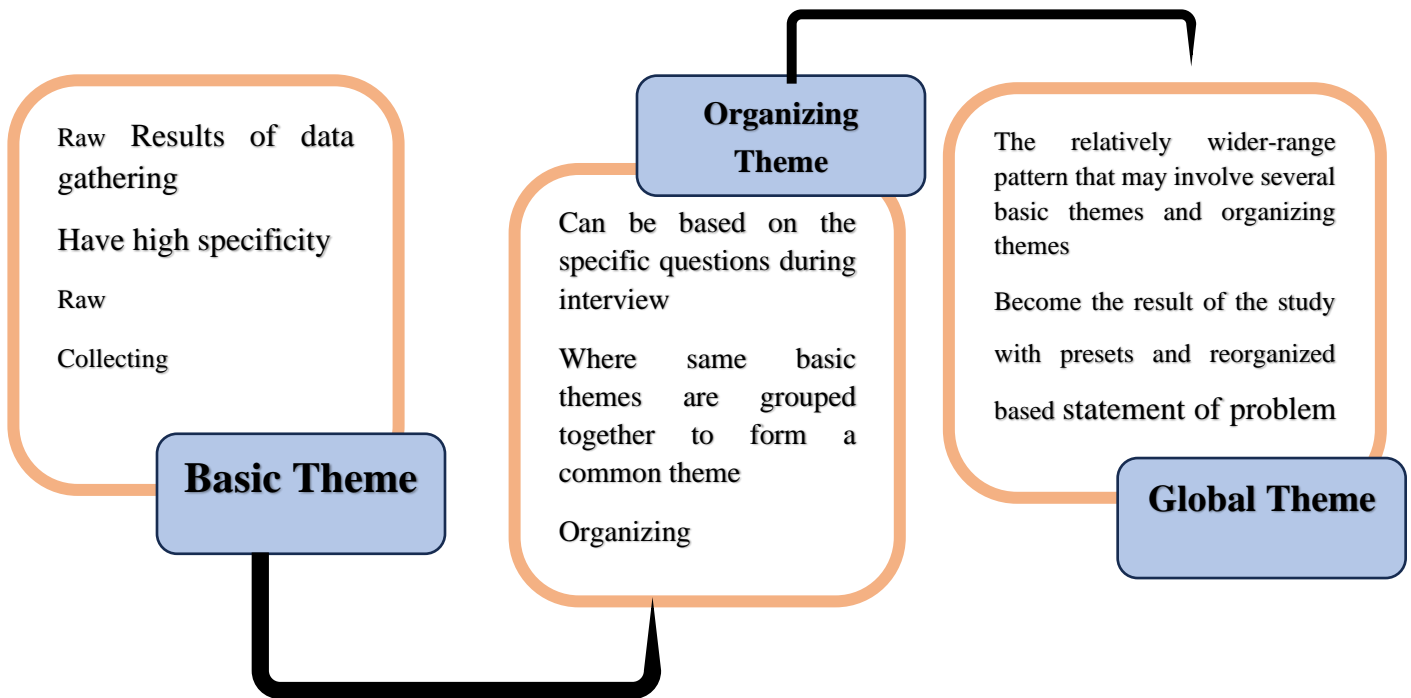 Raw Results of data
gathering
Have high specificity
Raw
Collecting
Basic Theme
Organizing
Theme
Can be based on the
specific questions during
interview
Where same basic
themes are grouped
together to form a
common theme
Organizing
The relatively wider-range
pattern that may involve several
basic themes and organizing
themes
Become the result of the study
with presets and reorganized
based statement of problem
Global Theme